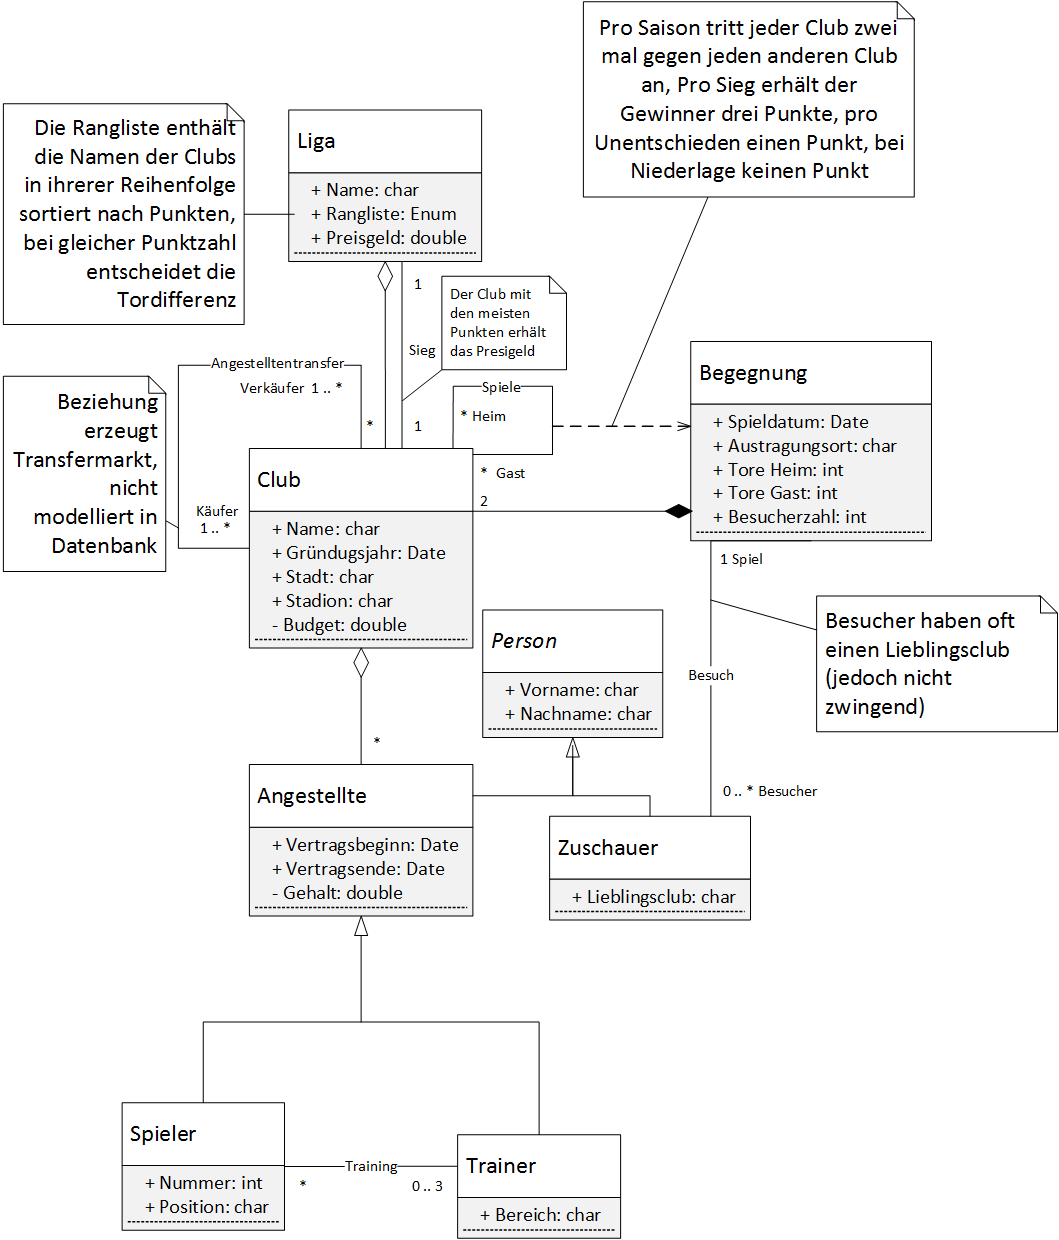 Pro Saison tritt jeder Club zwei
mal gegen jeden anderen Club
an, Pro Sieg erhält der
Gewinner drei Punkte, pro
Unentschieden einen Punkt, bei
Niederlage keinen Punkt
Die Rangliste enthält
die Namen der Clubs
in ihrerer Reihenfolge
sortiert nach Punkten,
bei gleicher Punktzahl
entscheidet die
Tordifferenz
Liga
+ Name: char
+ Rangliste: Enum
+ Preisgeld: double
1
Der Club mit
den meisten
Punkten erhält
das Presigeld
Sieg
Angestelltentransfer
Verkäufer 1 .. *
*
1
Spiele
* Heim
* Gast
2
Begegnung
+ Spieldatum: Date
+ Austragungsort: char
+ Tore Heim: int
+ Tore Gast: int
+ Besucherzahl: int
Beziehung
erzeugt
Transfermarkt,
nicht
modelliert in
Datenbank
Käufer
1 .. *
Club
+ Name: char
+ Gründugsjahr: Date
+ Stadt: char
+ Stadion: char
- Budget: double
1 Spiel
Besucher haben oft
einen Lieblingsclub
(jedoch nicht
zwingend)
Person
+ Vorname: char
+ Nachname: char
Besuch
*
0 .. * Besucher
Angestellte
+ Vertragsbeginn: Date
+ Vertragsende: Date
- Gehalt: double
Zuschauer
+ Lieblingsclub: char
Spieler
+ Nummer: int
+ Position: char
Training
*
0 .. 3
Trainer
+ Bereich: char